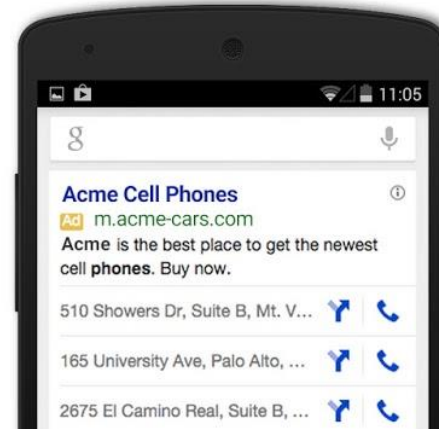 11:05
g
Acme Cell Phones
Ad m.acme-cars.com
Acme is the best place to get the newest
cell phones. Buy now.
510 Showers Dr, Suite B, Mt. V...
165 University Ave, Palo Alto, ...
2675 El Camino Real, Suite B, ...